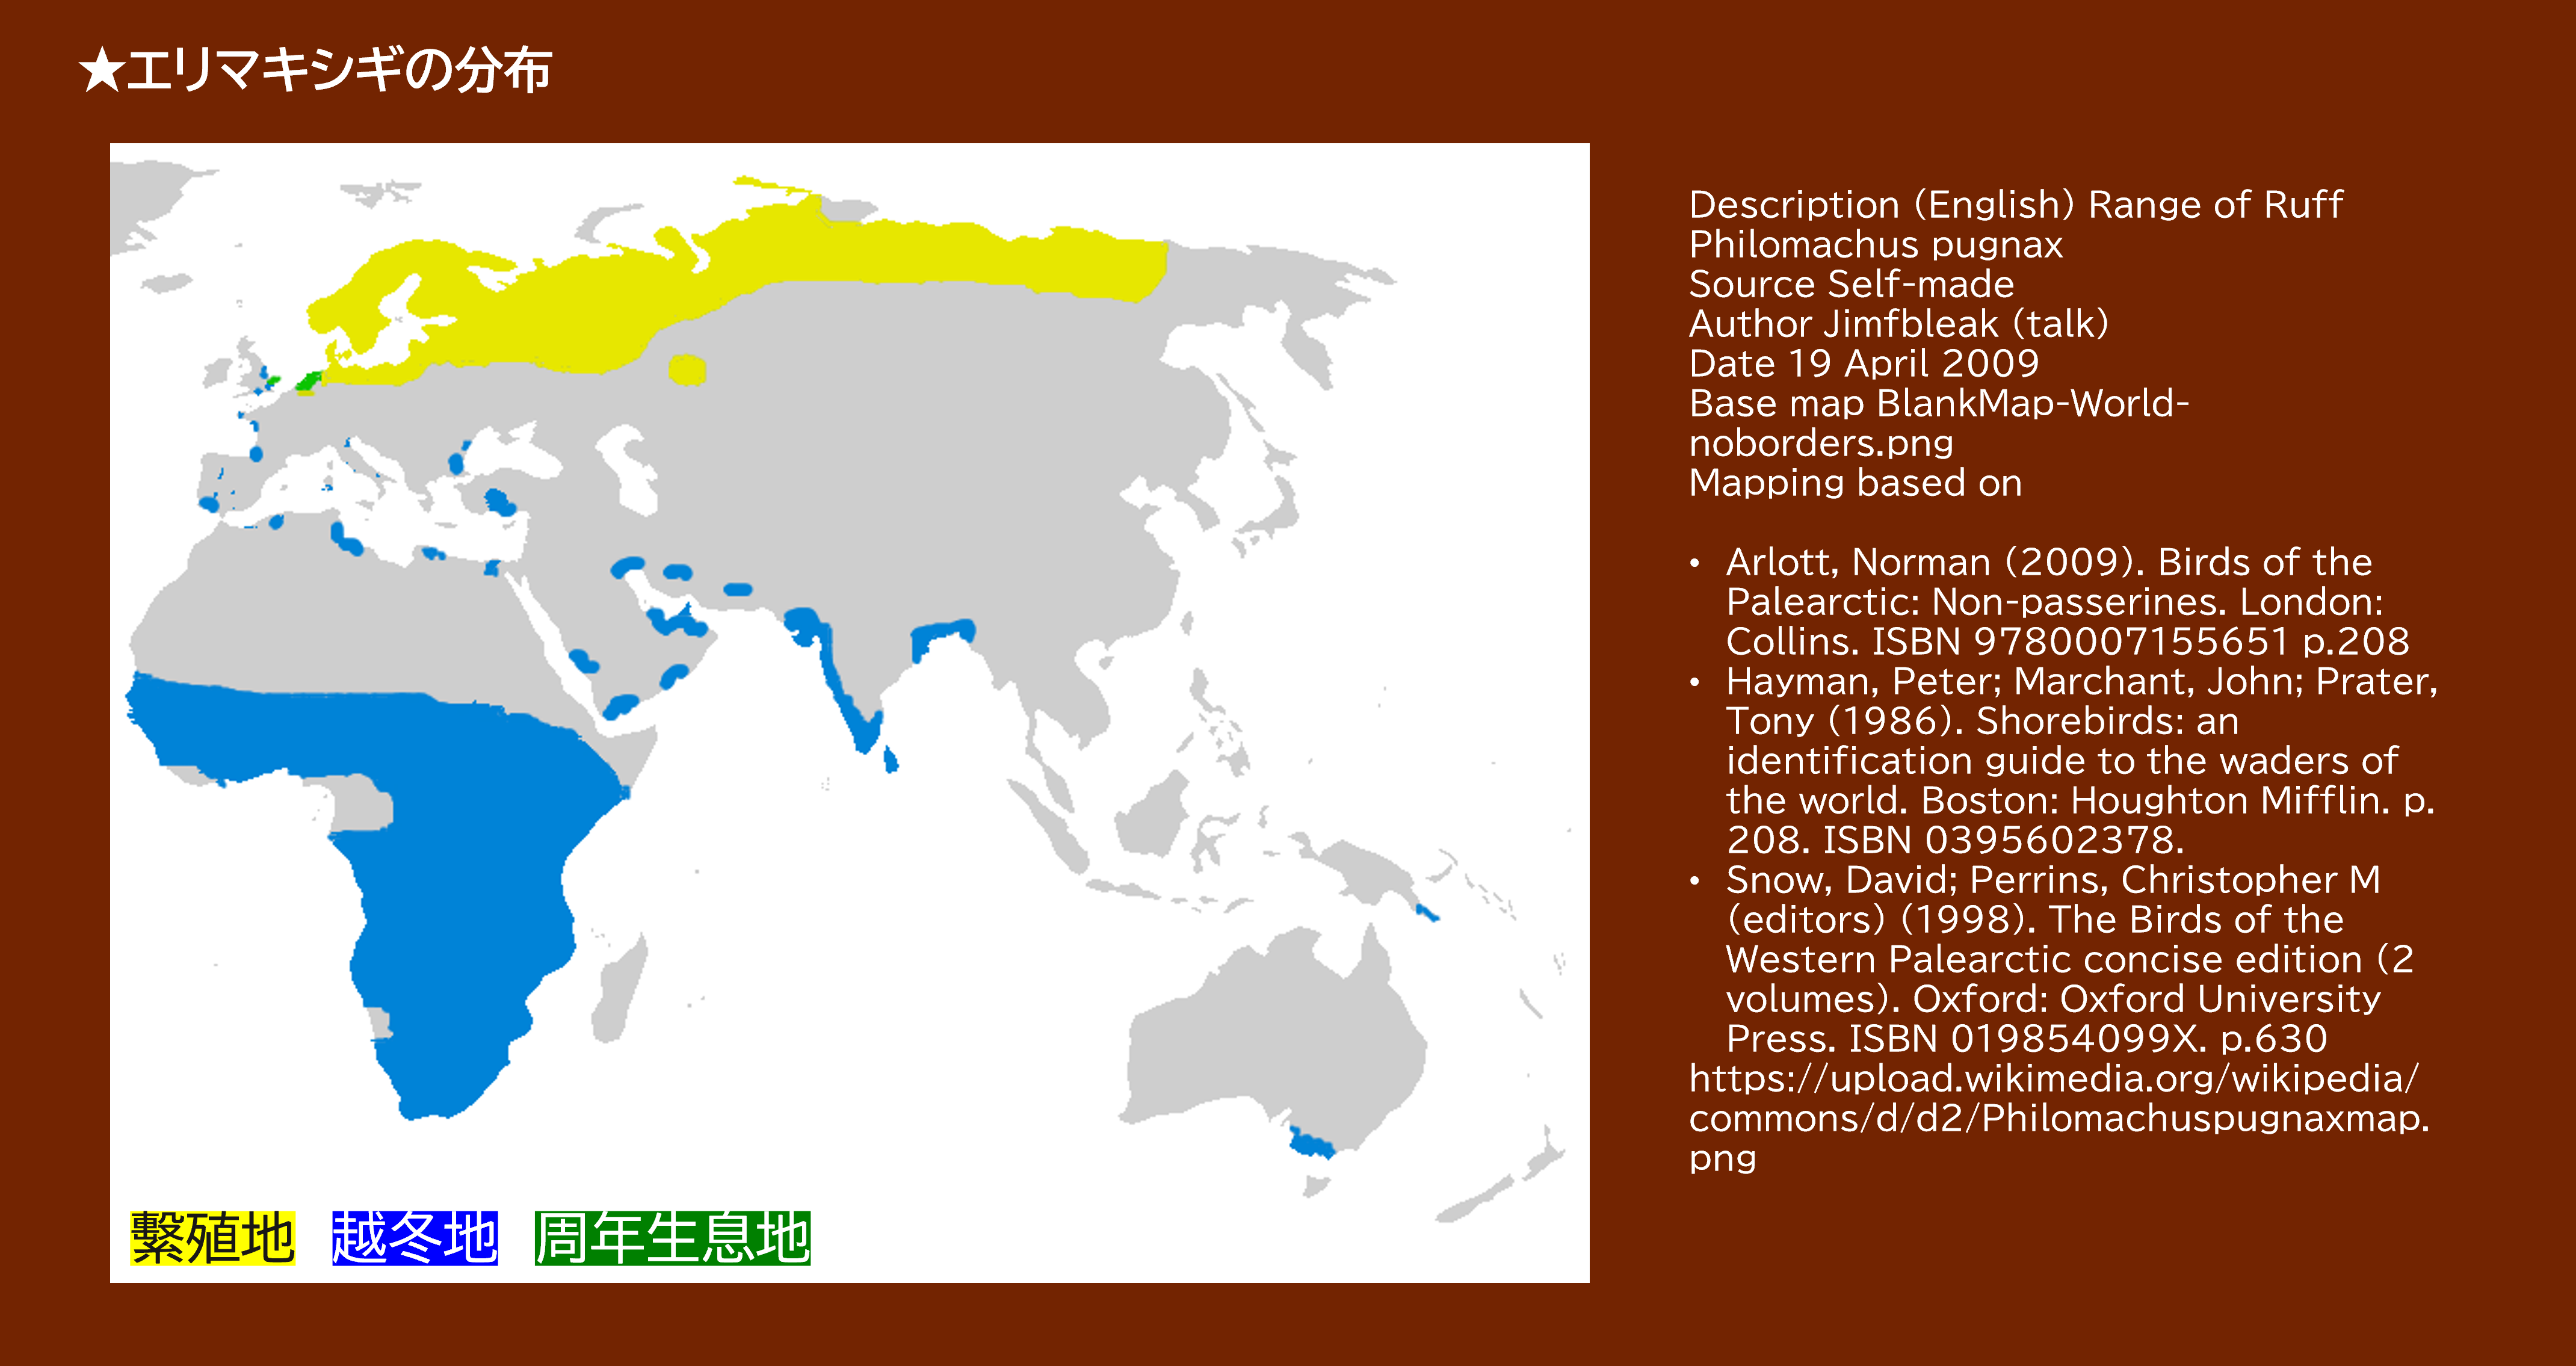 ★エリマキシギの分布
Description (English) Range of Ruff
Philomachus pugnax
Source Self-made
Author Jimfbleak (talk)
Date 19 April 2009
Base map BlankMap-World-
noborders.png
Mapping based on
• Arlott, Norman (2009). Birds of the
Palearctic: Non-passerines. London:
Collins. ISBN 9780007155651 p.208
• Hayman, Peter; Marchant, John; Prater,
Tony (1986). Shorebirds: an
identification guide to the waders of
the world. Boston: Houghton Mifflin. p.
208. ISBN 0395602378.
• Snow, David; Perrins, Christopher M
(editors) (1998). The Birds of the
Western Palearctic concise edition (2
volumes). Oxford: Oxford University
Press. ISBN 019854099X. p.630
https://upload.wikimedia.org/wikipedia/
commons/d/d2/Philomachuspugnaxmap.
png
繫殖地 越冬地 周年生息地